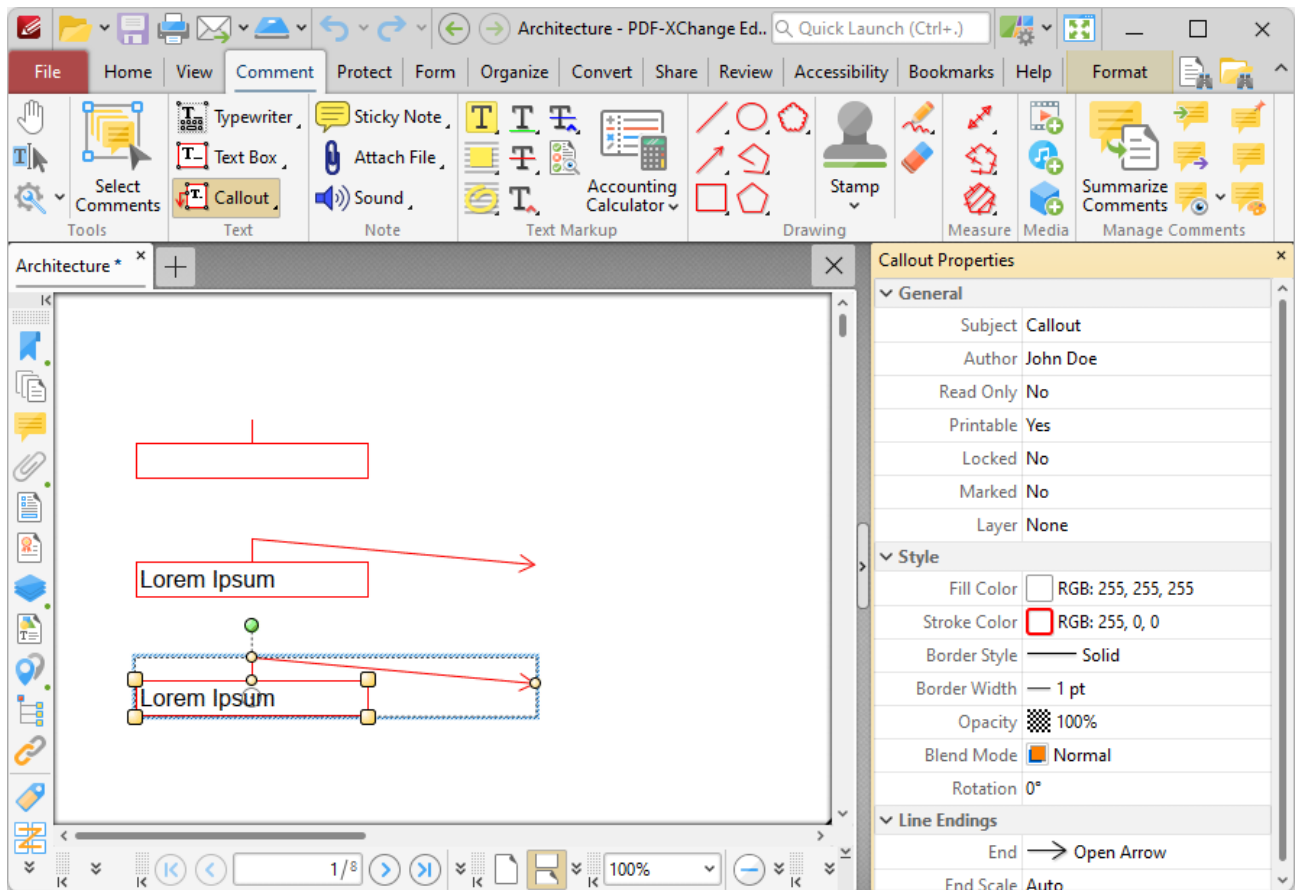 Architecture - PDF-XChange Ed.. Quick Launch (Ctrl+.)
File Home View Comment Protect Form Organize Convert Share Review Accessibility Bookmarks Help Format
Typewriter
Text Box
Callout
Select
Comments
Sticky Note
Attach File
Sound
Accounting
Calculator
Stamp
Summarize
Comments
Tools Text Note Text Markup Drawing Measure Media Manage Comments
Architecture *
Lorem Ipsum
Lorem Ipsum
1/8
100%
Callout Properties
General
Subject Callout
Author John Doe
Read Only No
Printable Yes
Locked No
Marked No
Layer None
Style
Fill Color RGB: 255, 255, 255
Stroke Color RGB: 255, 0, 0
Border Style Solid
Border Width 1 pt
Opacity 100%
Blend Mode Normal
Rotation 0°
Line Endings
End Open Arrow
End Scale Auto